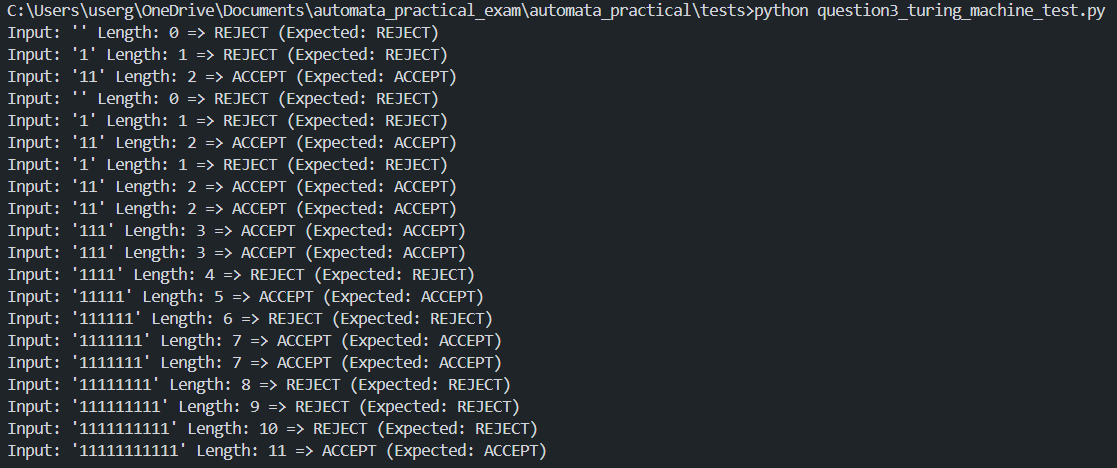 C:\Users\userg\OneDrive\Documents\automata_practical_exam\automata_practical\tests>python question3_turing_machine_test.py
Input: '' Length: 0 => REJECT (Expected: REJECT)
Input: '1' Length: 1 => REJECT (Expected: REJECT)
Input: '11' Length: 2 => ACCEPT (Expected: ACCEPT)
Input: '' Length: 0 => REJECT (Expected: REJECT)
Input: '1' Length: 1 => REJECT (Expected: REJECT)
Input: '11' Length: 2 => ACCEPT (Expected: ACCEPT)
Input: '1' Length: 1 => REJECT (Expected: REJECT)
Input: '11' Length: 2 => ACCEPT (Expected: ACCEPT)
Input: '11' Length: 2 => ACCEPT (Expected: ACCEPT)
Input: '111' Length: 3 => ACCEPT (Expected: ACCEPT)
Input: '111' Length: 3 => ACCEPT (Expected: ACCEPT)
Input: '1111' Length: 4 => REJECT (Expected: REJECT)
Input: '11111' Length: 5 => ACCEPT (Expected: ACCEPT)
Input: '111111' Length: 6 => REJECT (Expected: REJECT)
Input: '1111111' Length: 7 => ACCEPT (Expected: ACCEPT)
Input: '1111111' Length: 7 => ACCEPT (Expected: ACCEPT)
Input: '11111111' Length: 8 => REJECT (Expected: REJECT)
Input: '111111111' Length: 9 => REJECT (Expected: REJECT)
Input: '1111111111' Length: 10 => REJECT (Expected: REJECT)
Input: '11111111111' Length: 11 => ACCEPT (Expected: ACCEPT)